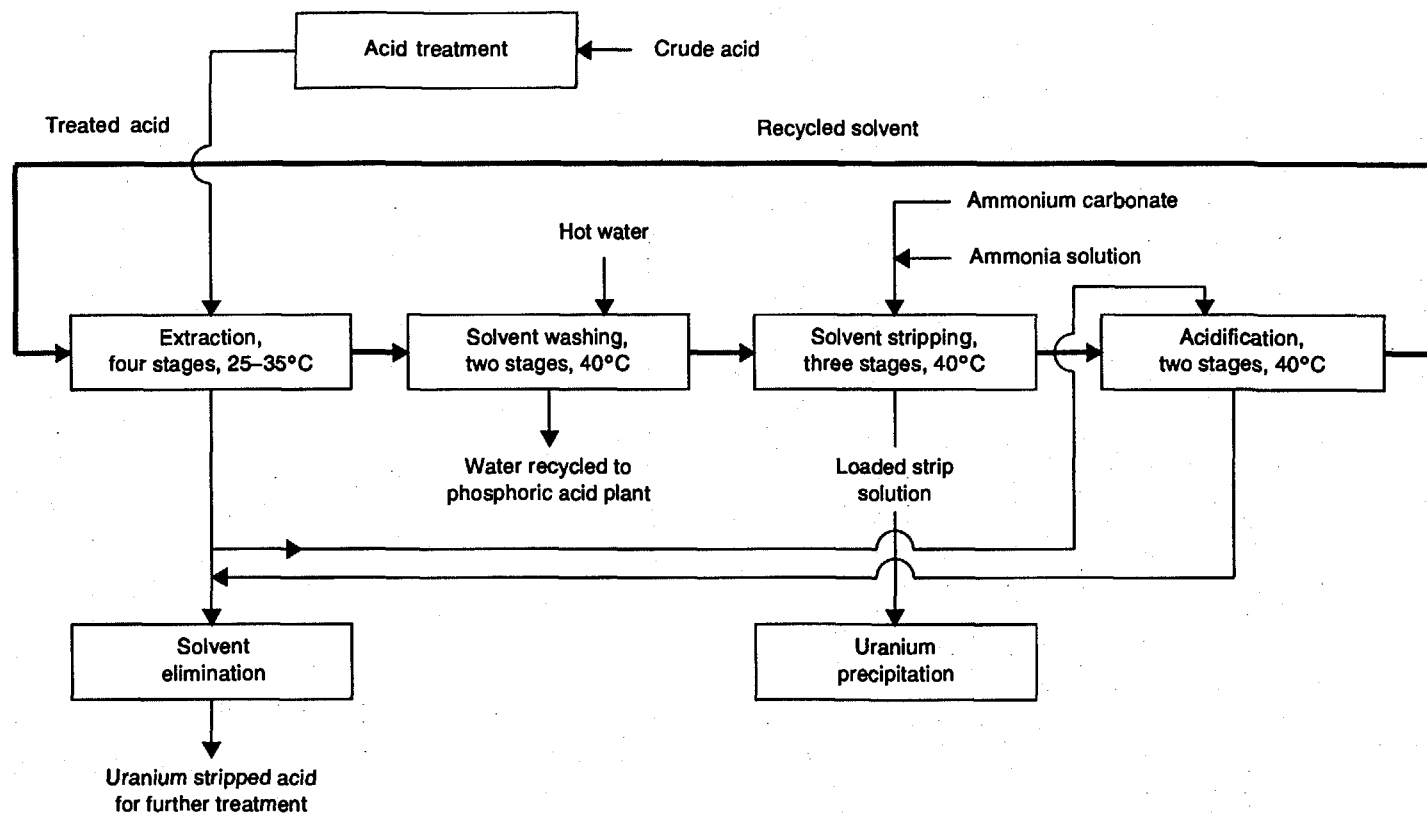 Acid treatment
Crude acid
Treated acid
Recycled solvent
Ammonium carbonate
Hot water
Ammonia solution
Extraction,
four stages, 25–35°C
Solvent washing,
two stages, 40°C
Solvent stripping,
three stages, 40°C
Acidification,
two stages, 40°C
Water recycled to
phosphoric acid plant
Loaded strip
solution
Solvent
elimination
Uranium
precipitation
Uranium stripped acid
for further treatment